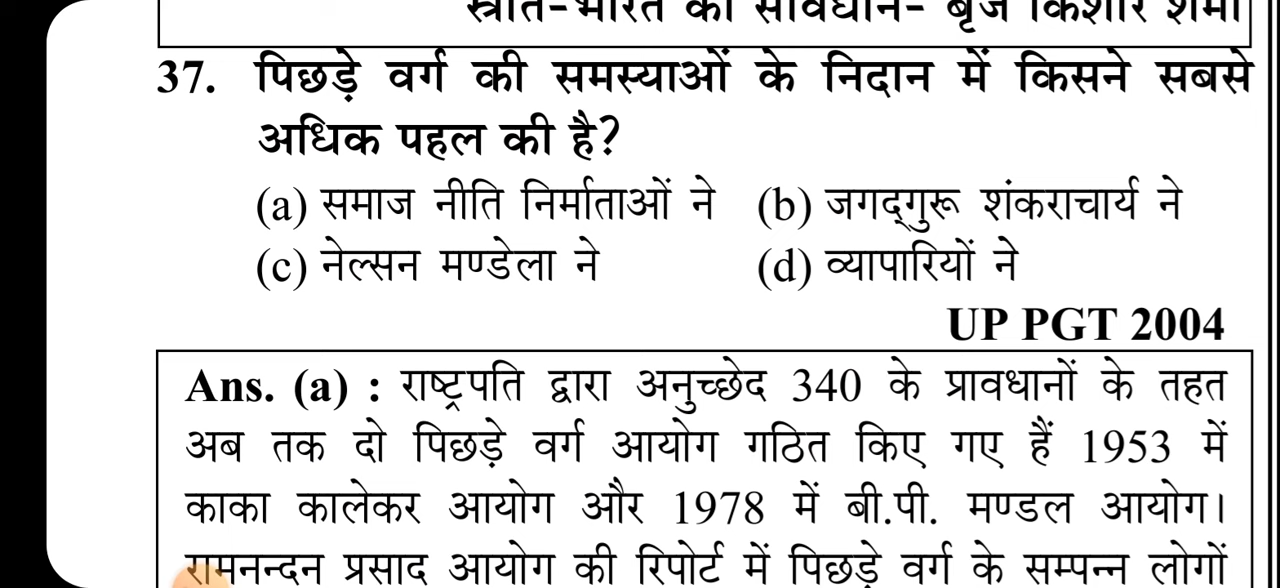 स्रोत-भारत का संविधान- बृज किशोर शर्मा
37. पिछड़े वर्ग की समस्याओं के निदान में किसने सबसे
अधिक पहल की है?
(a) समाज नीति निर्माताओं ने (b) जगद्गुरू शंकराचार्य ने
(c) नेल्सन मण्डेला ने (d) व्यापारियों ने
UP PGT 2004
Ans. (a) : राष्ट्रपति द्वारा अनुच्छेद 340 के प्रावधानों के तहत
अब तक दो पिछड़े वर्ग आयोग गठित किए गए हैं 1953 में
काका कालेकर आयोग और 1978 में बी.पी. मण्डल आयोग।
रामनन्दन प्रसाद आयोग की रिपोर्ट में पिछड़े वर्ग के सम्पन्न लोगों